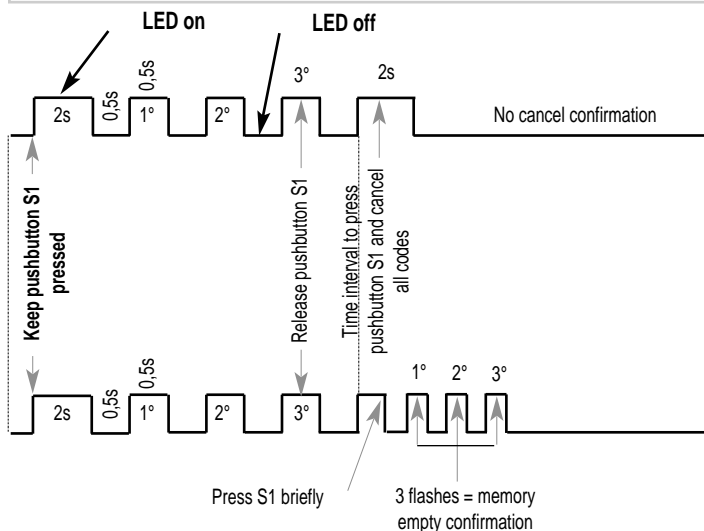 LED on
LED off
2s
0,5s
0,5s
1°
2°
3°
2s
No cancel confirmation
Keep pushbutton S1
pressed
Release pushbutton S1
Time interval to press
pushbutton S1 and cancel
all codes
2s
0,5s
0,5s
1°
2°
3°
1°
2°
3°
Press S1 briefly
3 flashes = memory
empty confirmation